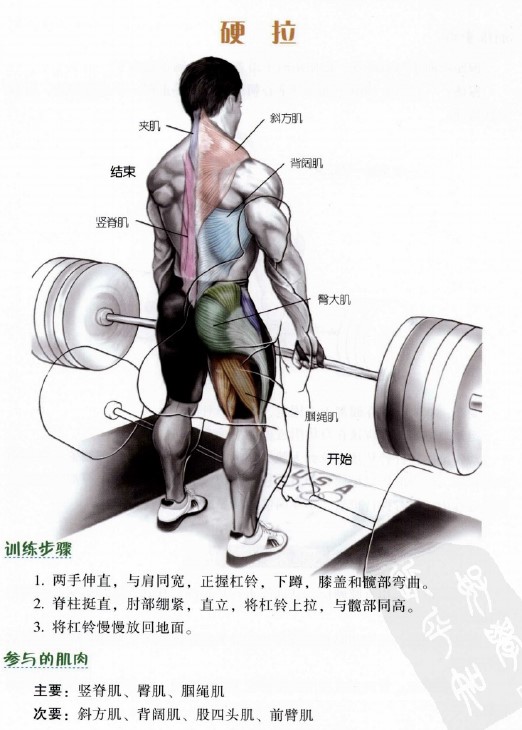 硬 拉
夹肌
斜方肌
背阔肌
结束
竖脊肌
臀大肌
腘绳肌
开始
USA
训练步骤
1. 两手伸直，与肩同宽，正握杠铃，下蹲，膝盖和髋部弯曲。
2. 脊柱挺直，肘部绷紧，直立，将杠铃上拉，与髋部同高。
3. 将杠铃慢慢放回地面。
参与的肌肉
主要：竖脊肌、臀肌、腘绳肌
次要：斜方肌、背阔肌、股四头肌、前臂肌